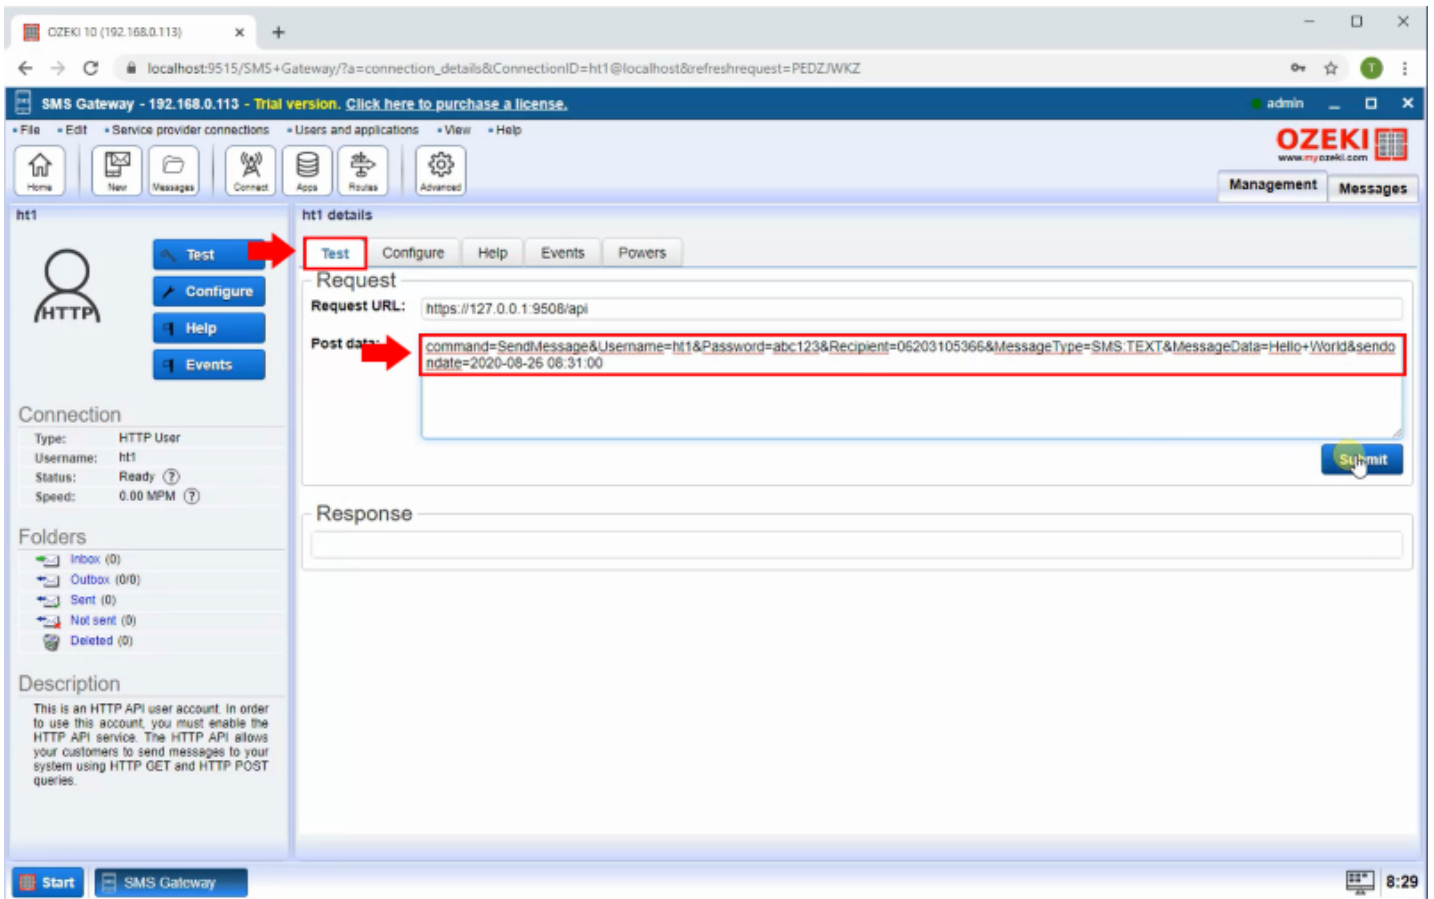 OZEKI 10 (192.168.0.113)
localhost:9515/SMS+Gateway/?a=connection_details&ConnectionID=ht1@localhost&refreshrequest=PEDZJWKZ
T
SMS Gateway - 192.168.0.113 - Trial version. Click here to purchase a license.
admin
File Edit Service provider connections Users and applications View Help
OZEKI
www.myozeki.com
Home New Messages Connect Apps Routes Advanced
Management Messages
ht1
HTTP
Test
Configure
Help
Events
Connection
Type: HTTP User
Username: ht1
Status: Ready ?
Speed: 0.00 MPM ?
Folders
Inbox (0)
Outbox (0/0)
Sent (0)
Not sent (0)
Deleted (0)
Description
This is an HTTP API user account. In order
to use this account, you must enable the
HTTP API service. The HTTP API allows
your customers to send messages to your
system using HTTP GET and HTTP POST
queries.
ht1 details
Test Configure Help Events Powers
Request
Request URL: https://127.0.0.1:9508/api
Post data: command=SendMessage&Username=ht1&Password=abc123&Recipient=06203105366&MessageType=SMS:TEXT&MessageData=Hello+World&sendo
ndate=2020-08-26 08:31:00
Submit
Response
Start
SMS Gateway
8:29